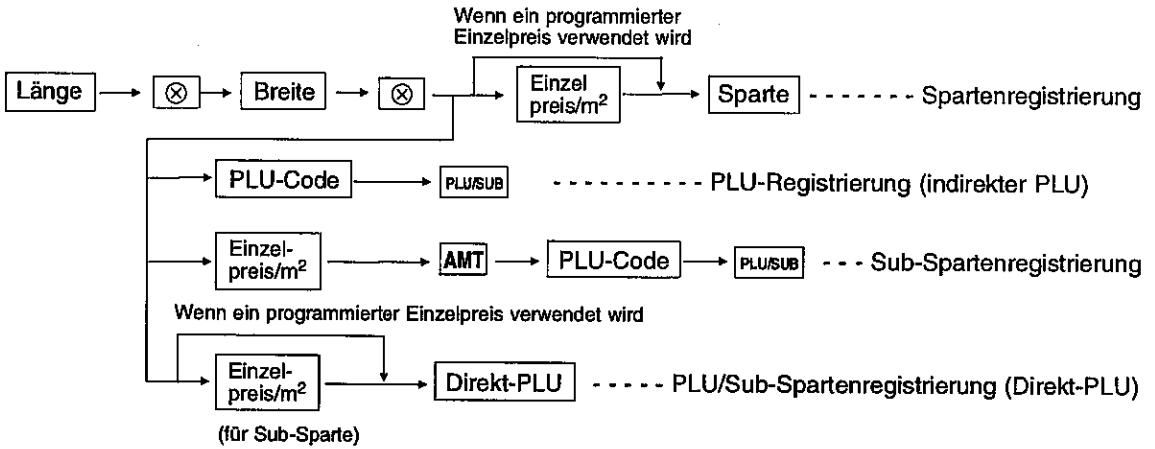 Wenn ein programmierter
Einzelpreis verwendet wird
Länge ⊗ Breite ⊗ Einzel
preis/m² Sparte - - - - - - - Spartenregistrierung
PLU-Code PLU/SUB - - - - - - - - - - PLU-Registrierung (indirekter PLU)
Einzel-
preis/m² AMT PLU-Code PLU/SUB - - - Sub-Spartenregistrierung
Wenn ein programmierter Einzelpreis verwendet wird
Einzel-
preis/m² Direkt-PLU - - - - - PLU/Sub-Spartenregistrierung (Direkt-PLU)
(für Sub-Sparte)